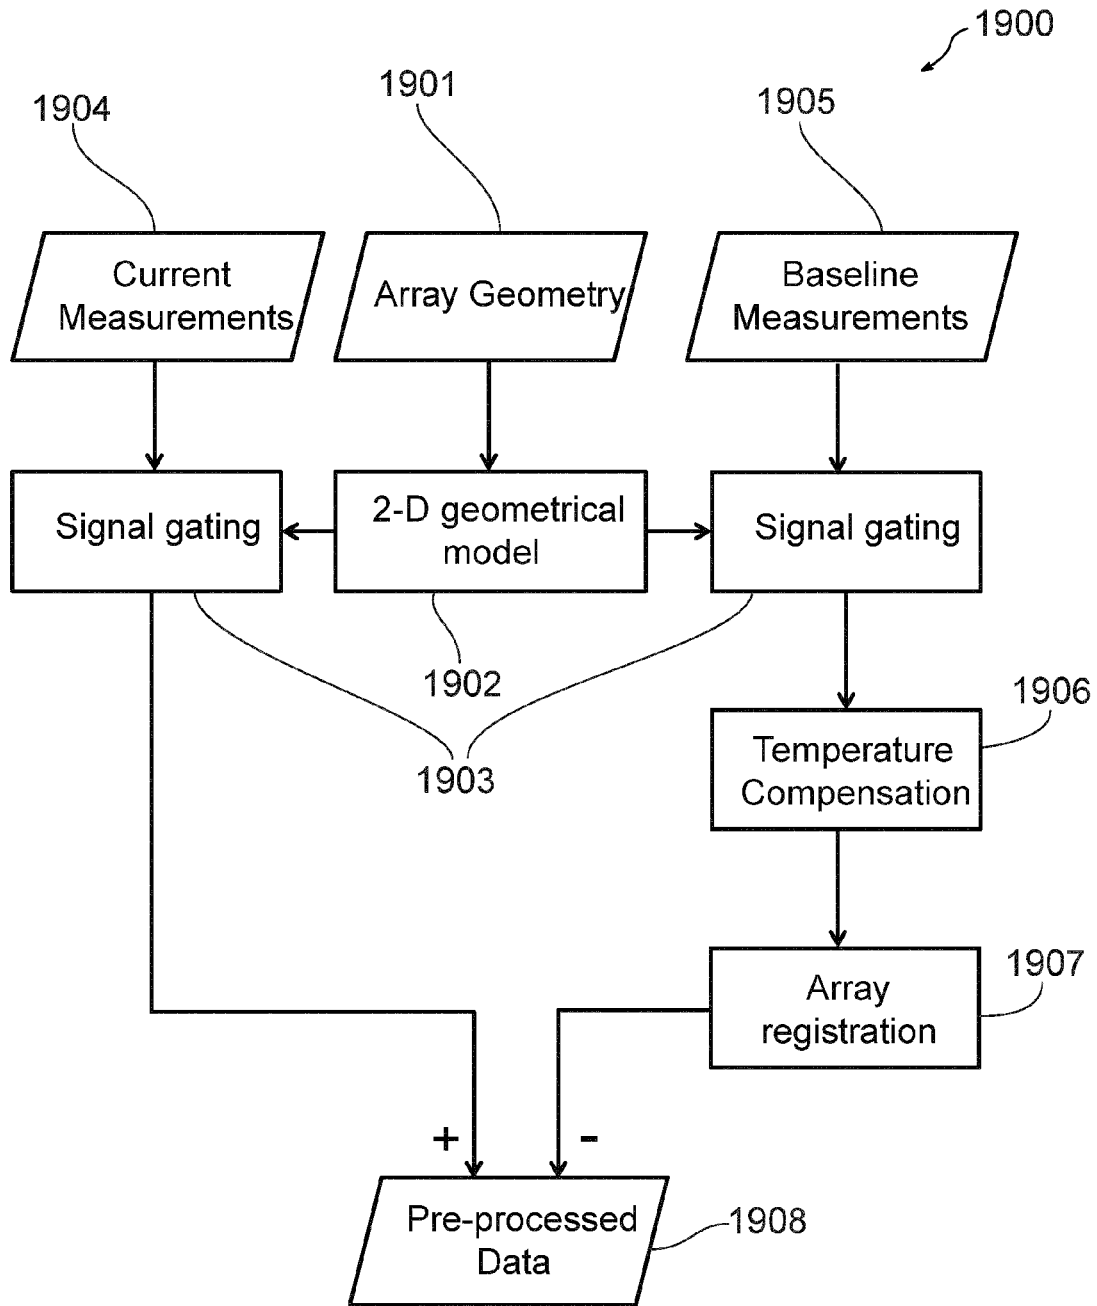 1900
1904
1901
1905
Current
Measurements
Array Geometry
Baseline
Measurements
Signal gating
2-D geometrical
model
Signal gating
1902
1903
1906
Temperature
Compensation
1907
Array
registration
+
-
Pre-processed
Data
1908